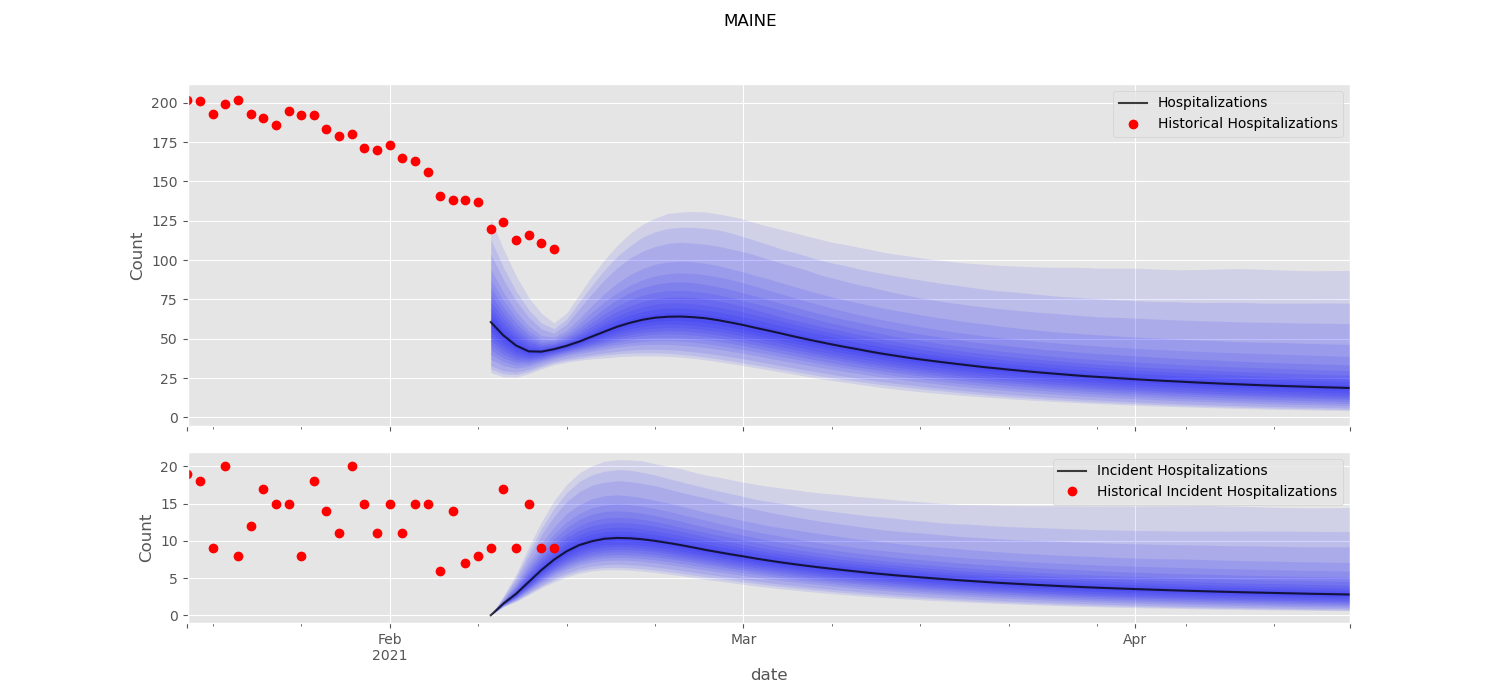 MAINE
Hospitalizations
Historical Hospitalizations
200
175
150
125
100
75
50
25
0
Count
Incident Hospitalizations
Historical Incident Hospitalizations
20
15
10
5
0
Count
Feb
2021
Mar
Apr
date